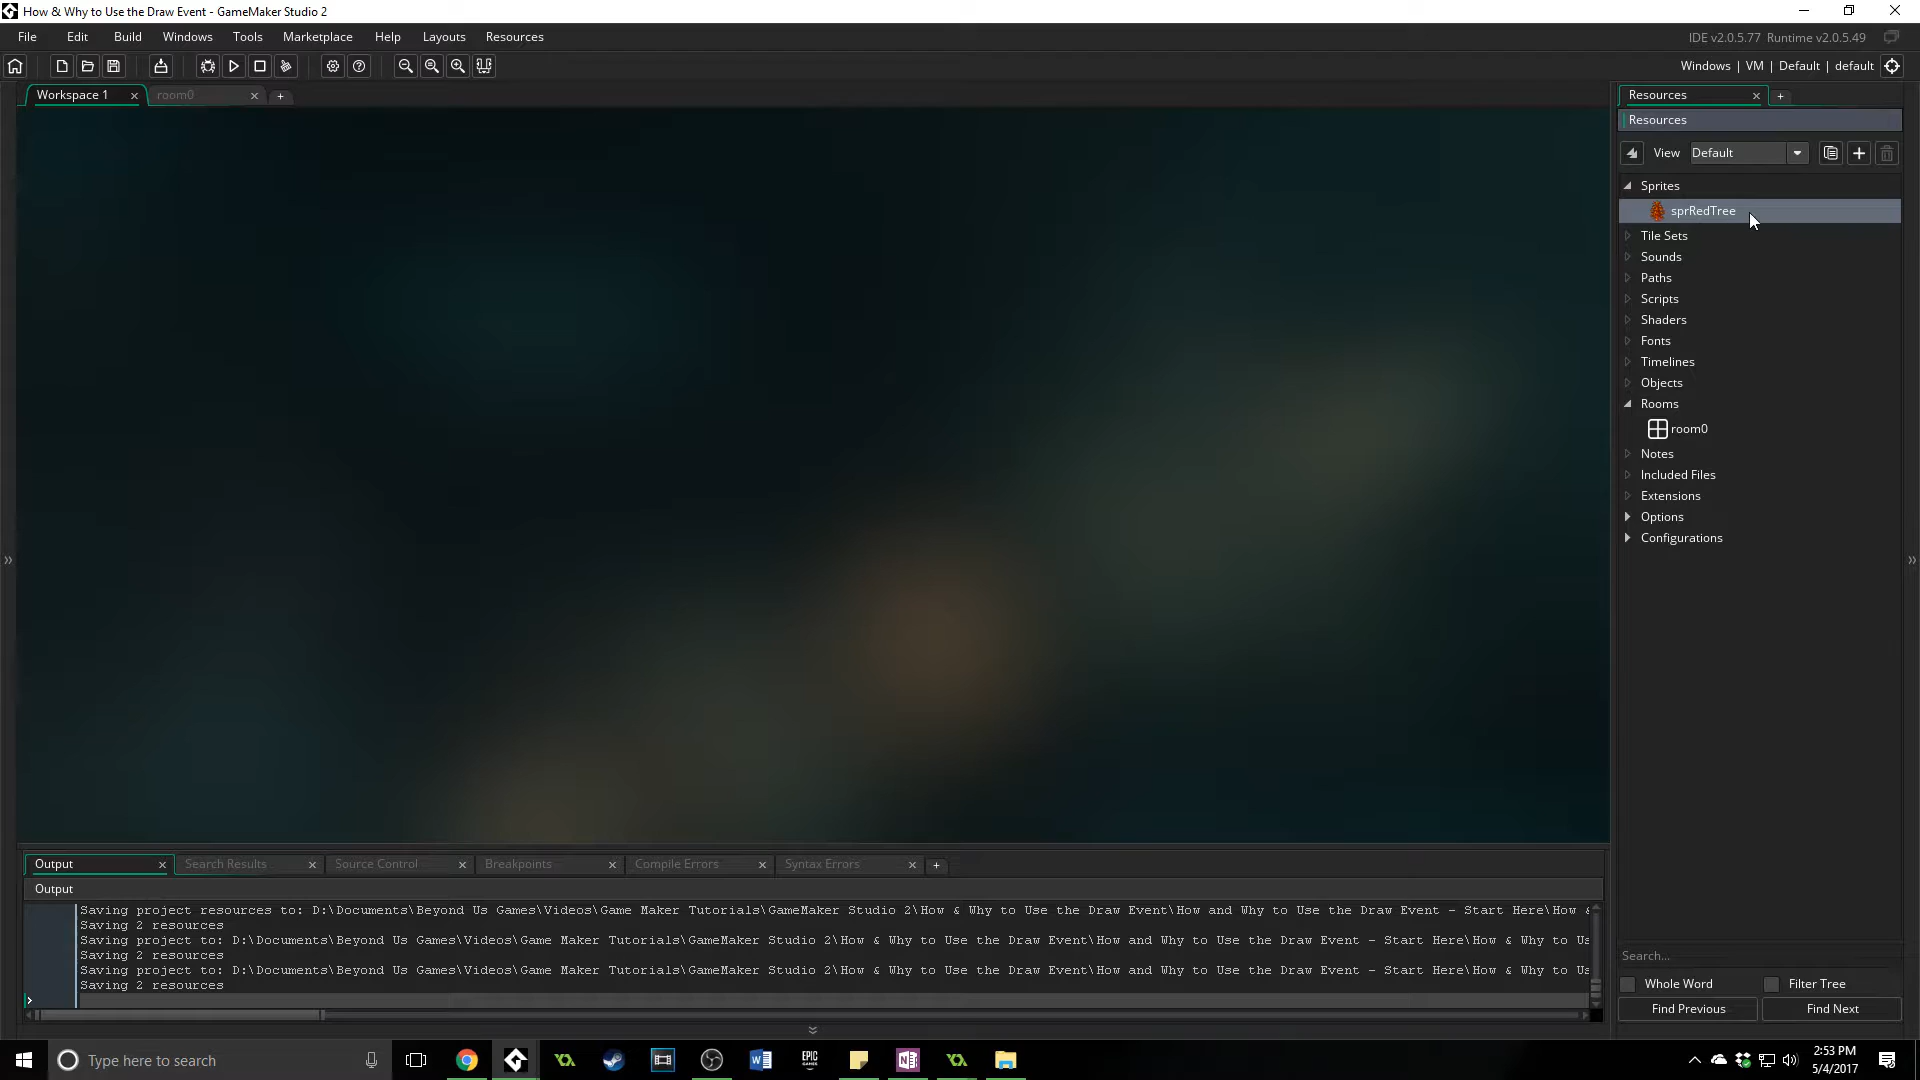 How & Why to Use the Draw Event - GameMaker Studio 2
File Edit Build Windows Tools Marketplace Help Layouts Resources
IDE v2.0.5.77 Runtime v2.0.5.49
Windows | VM | Default | default
Workspace 1
room0
Resources
Resources
View Default
Sprites
sprRedTree
Tile Sets
Sounds
Paths
Scripts
Shaders
Fonts
Timelines
Objects
Rooms
room0
Notes
Included Files
Extensions
Options
Configurations
Search...
Whole Word Filter Tree
Find Previous Find Next
Output Search Results Source Control Breakpoints Compile Errors Syntax Errors
Output
Saving project resources to: D:\Documents\Beyond Us Games\Videos\Game Maker Tutorials\GameMaker Studio 2\How & Why to Use the Draw Event\How and Why to Use the Draw Event - Start Here\How &
Saving 2 resources
Saving project to: D:\Documents\Beyond Us Games\Videos\Game Maker Tutorials\GameMaker Studio 2\How & Why to Use the Draw Event\How and Why to Use the Draw Event - Start Here\How & Why to Us
Saving 2 resources
Saving project to: D:\Documents\Beyond Us Games\Videos\Game Maker Tutorials\GameMaker Studio 2\How & Why to Use the Draw Event\How and Why to Use the Draw Event - Start Here\How & Why to Us
Saving 2 resources
Type here to search
EPIC GAMES
2:53 PM
5/4/2017